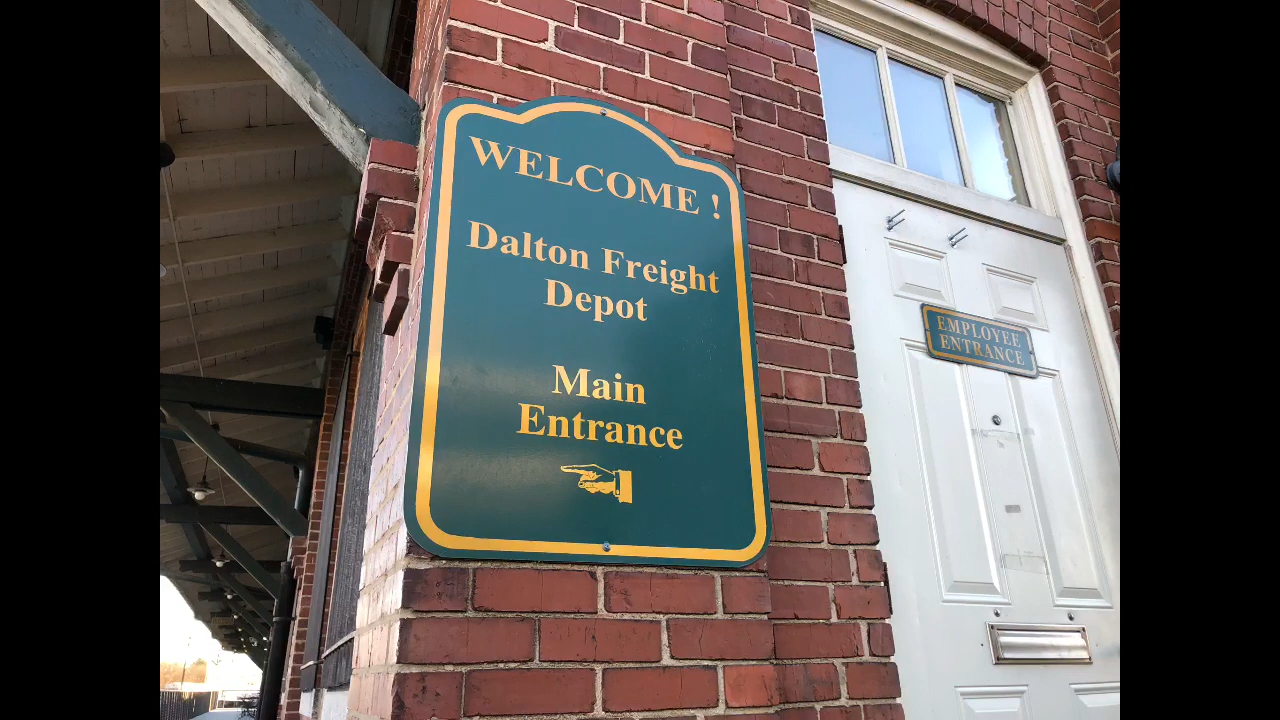 WELCOME !
Dalton Freight
Depot
Main
Entrance
EMPLOYEE
ENTRANCE